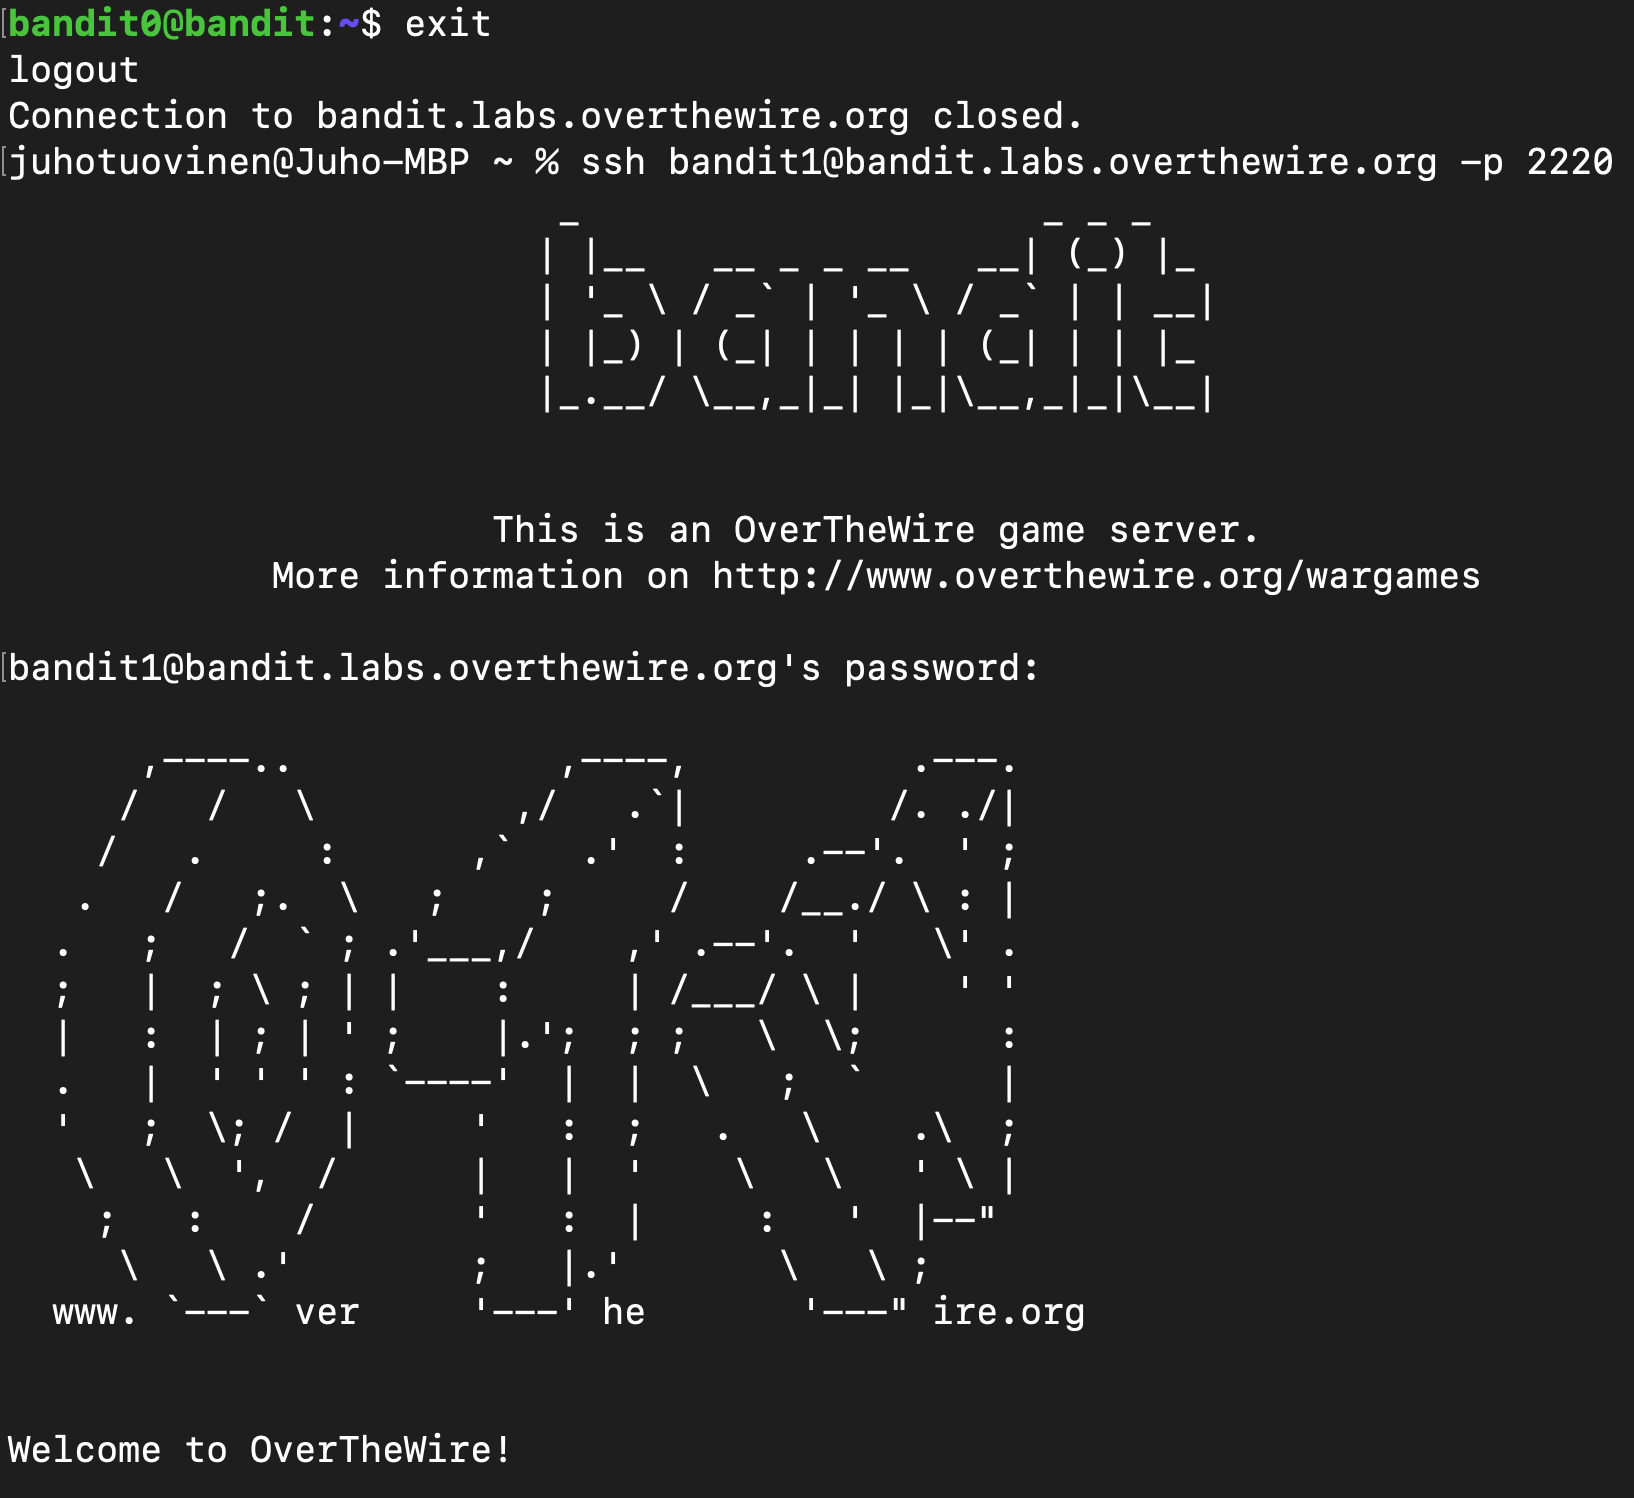 bandit0@bandit:~$ exit
logout
Connection to bandit.labs.overthewire.org closed.
juhotuovinen@Juho-MBP ~ % ssh bandit1@bandit.labs.overthewire.org -p 2220
bandit
This is an OverTheWire game server.
More information on http://www.overthewire.org/wargames
bandit1@bandit.labs.overthewire.org's password:
www. `---` ver '---' he '---" ire.org
Welcome to OverTheWire!